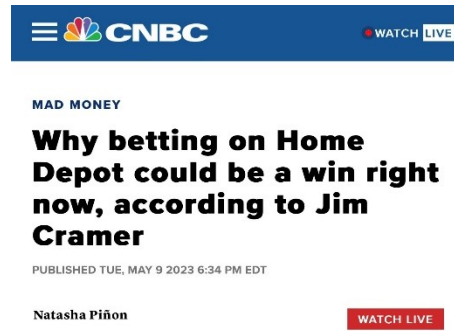 CNBC
WATCH LIVE
MAD MONEY
Why betting on Home
Depot could be a win right
now, according to Jim
Cramer
PUBLISHED TUE, MAY 9 2023 6:34 PM EDT
Natasha Piñon
WATCH LIVE